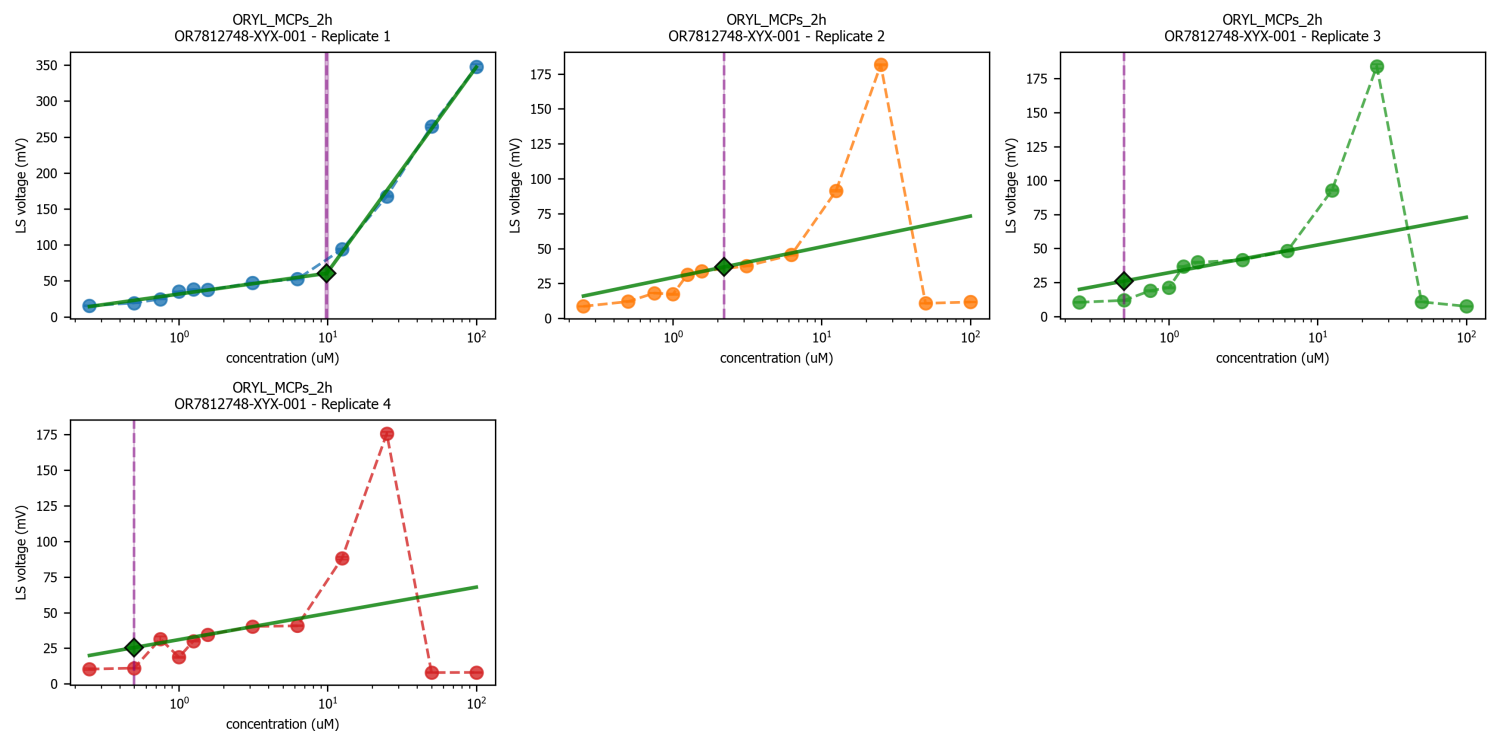 ORYL_MCPs_2h
OR7812748-XYX-001 - Replicate 1
350
300
250
200
150
100
50
0
LS voltage (mV)
10⁰
10¹
10²
concentration (uM)
ORYL_MCPs_2h
OR7812748-XYX-001 - Replicate 2
175
150
125
100
75
50
25
0
LS voltage (mV)
10⁰
10¹
10²
concentration (uM)
ORYL_MCPs_2h
OR7812748-XYX-001 - Replicate 3
175
150
125
100
75
50
25
0
LS voltage (mV)
10⁰
10¹
10²
concentration (uM)
ORYL_MCPs_2h
OR7812748-XYX-001 - Replicate 4
175
150
125
100
75
50
25
0
LS voltage (mV)
10⁰
10¹
10²
concentration (uM)